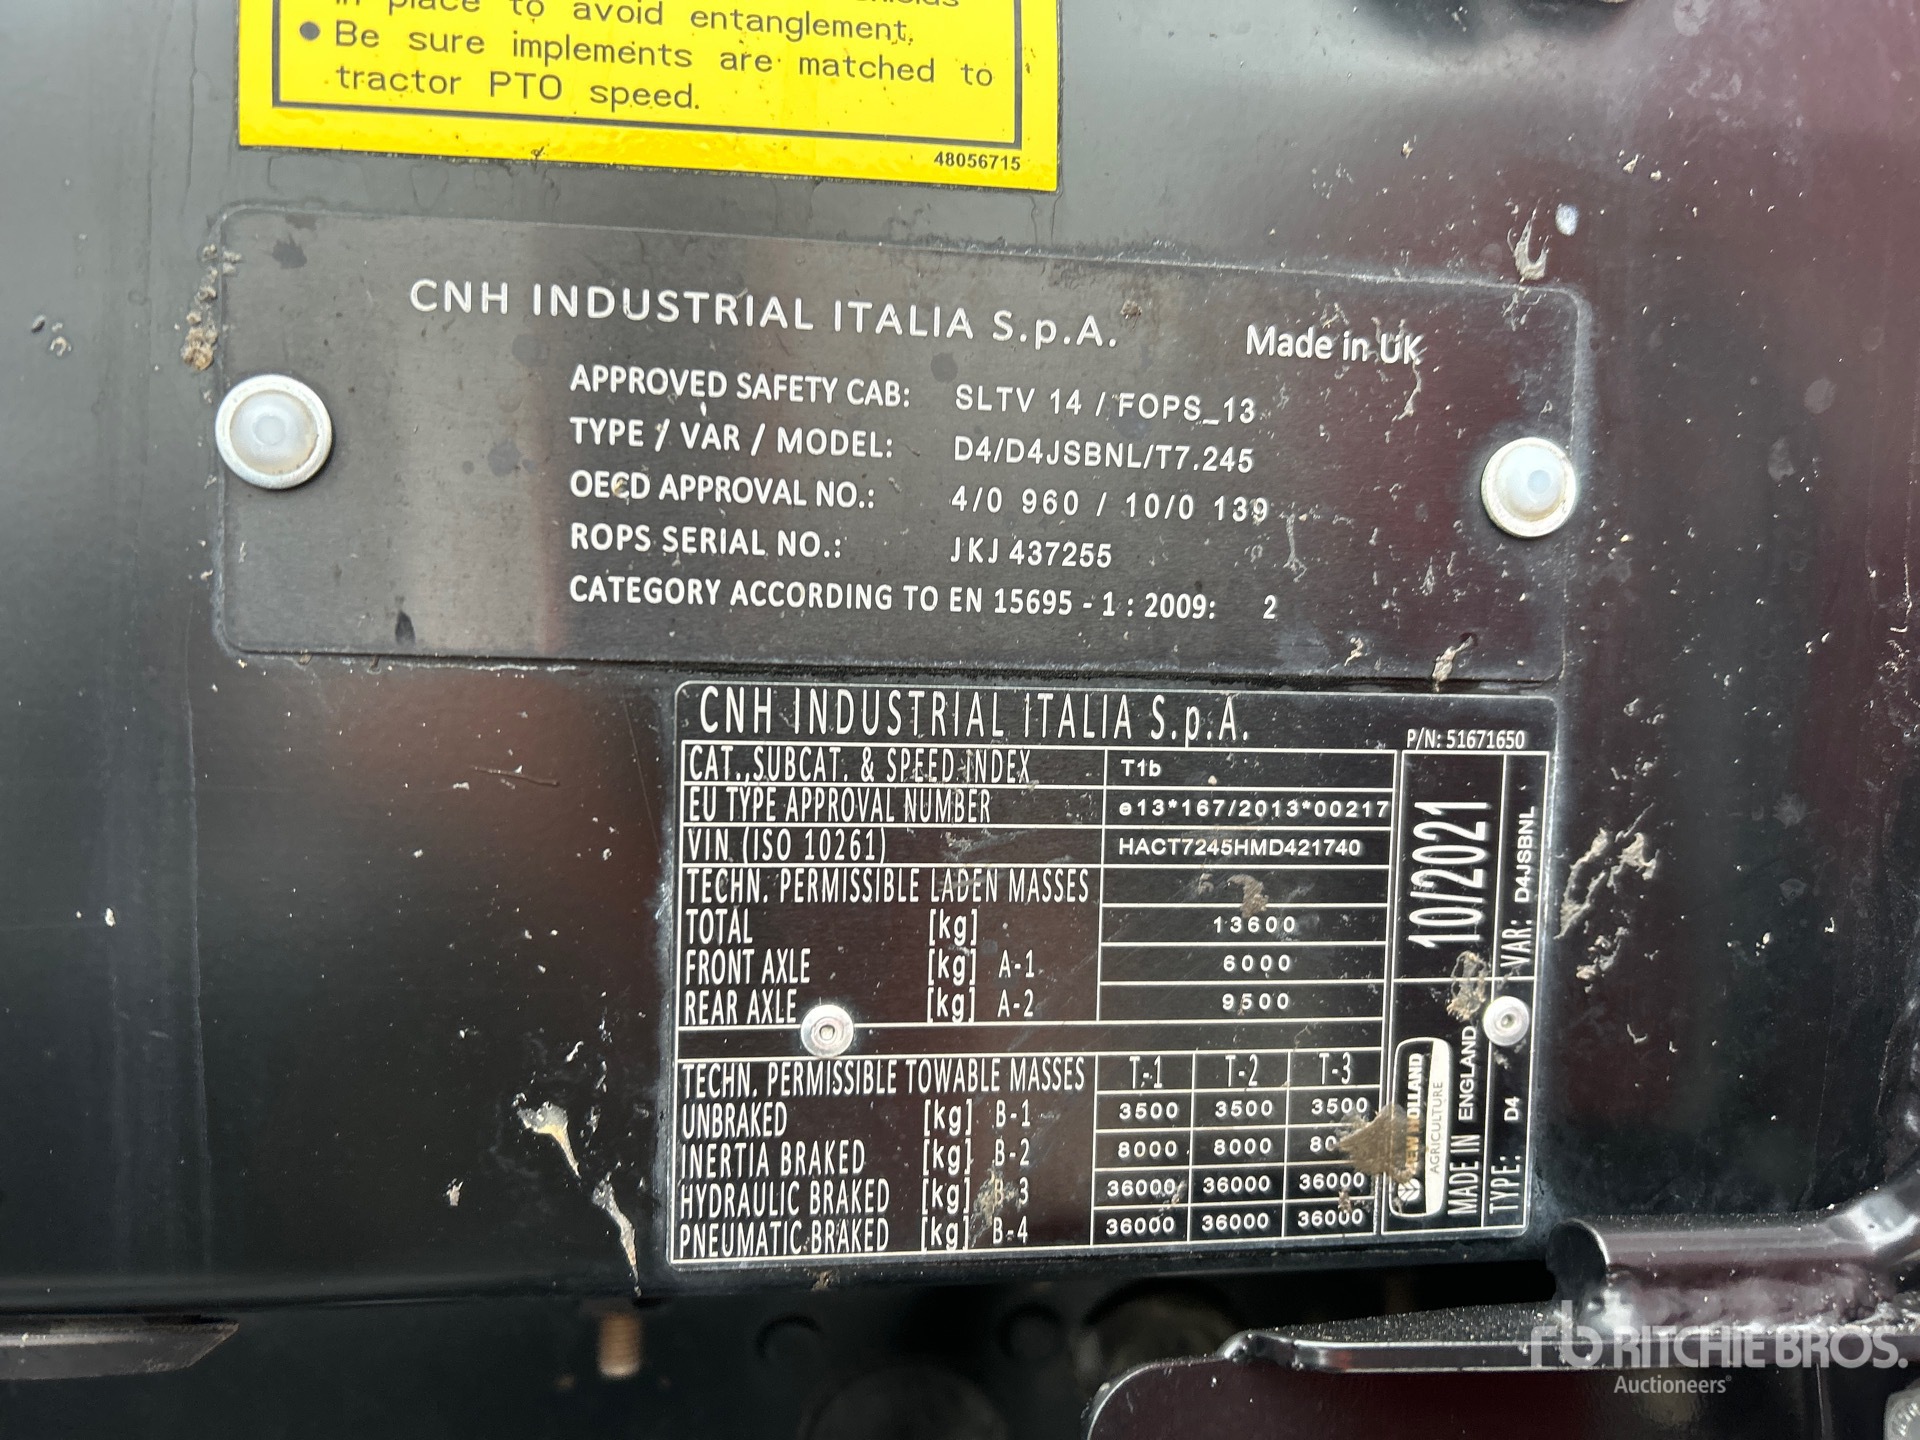 in place to avoid entanglement.
● Be sure implements are matched to
tractor PTO speed.
48056715
CNH INDUSTRIAL ITALIA S.p.A.
Made in UK
APPROVED SAFETY CAB: SLTV 14 / FOPS_13
TYPE / VAR / MODEL: D4/D4JSBNL/T7.245
OECD APPROVAL NO.: 4/0 960 / 10/0 139
ROPS SERIAL NO.: JKJ 437255
CATEGORY ACCORDING TO EN 15695 - 1 : 2009: 2
CNH INDUSTRIAL ITALIA S.p.A.
P/N: 51671650
CAT.,SUBCAT. & SPEED INDEX T1b
EU TYPE APPROVAL NUMBER e13*167/2013*00217
VIN (ISO 10261) HACT7245HMD421740
TECHN. PERMISSIBLE LADEN MASSES
TOTAL [kg] 13600
FRONT AXLE [kg] A-1 6000
REAR AXLE [kg] A-2 9500
TECHN. PERMISSIBLE TOWABLE MASSES T-1 T-2 T-3
UNBRAKED [kg] B-1 3500 3500 3500
INERTIA BRAKED [kg] B-2 8000 8000
HYDRAULIC BRAKED [kg] B-3 36000 36000 36000
PNEUMATIC BRAKED [kg] B-4 36000 36000 36000
10/2021
VAR: D4JSBNL
NEW HOLLAND
AGRICULTURE
MADE IN ENGLAND
TYPE: D4
rb RITCHIE BROS.
Auctioneers